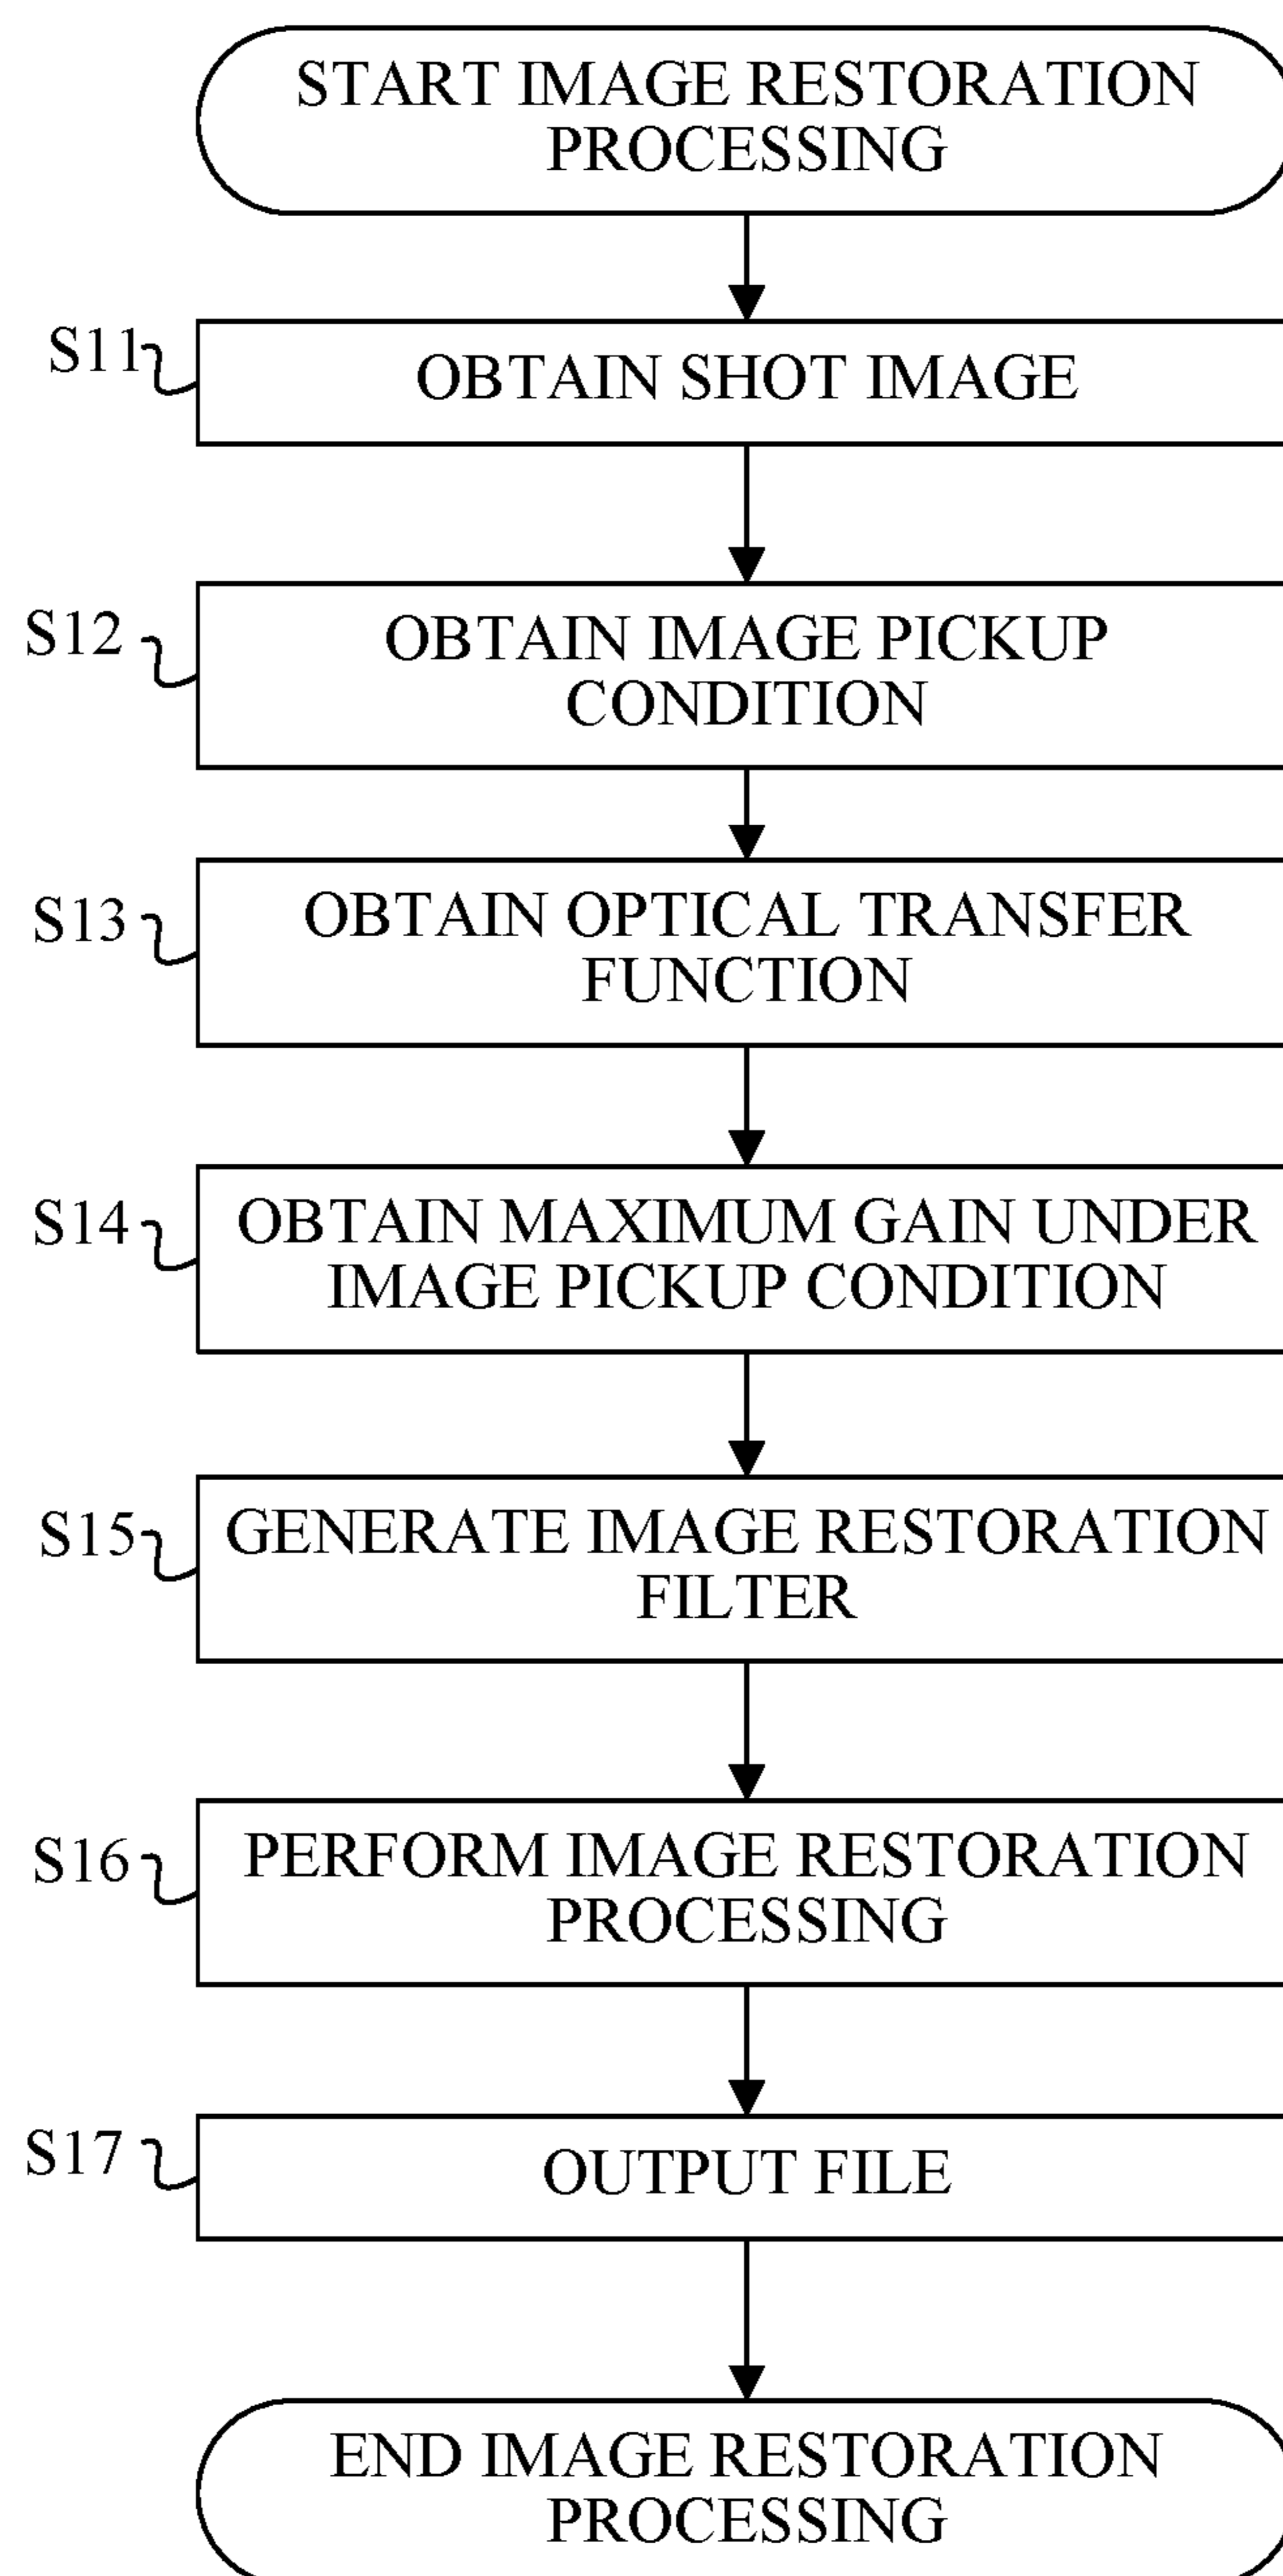 START IMAGE RESTORATION
PROCESSING
S11
OBTAIN SHOT IMAGE
S12
OBTAIN IMAGE PICKUP
CONDITION
S13
OBTAIN OPTICAL TRANSFER
FUNCTION
S14
OBTAIN MAXIMUM GAIN UNDER
IMAGE PICKUP CONDITION
S15
GENERATE IMAGE RESTORATION
FILTER
S16
PERFORM IMAGE RESTORATION
PROCESSING
S17
OUTPUT FILE
END IMAGE RESTORATION
PROCESSING